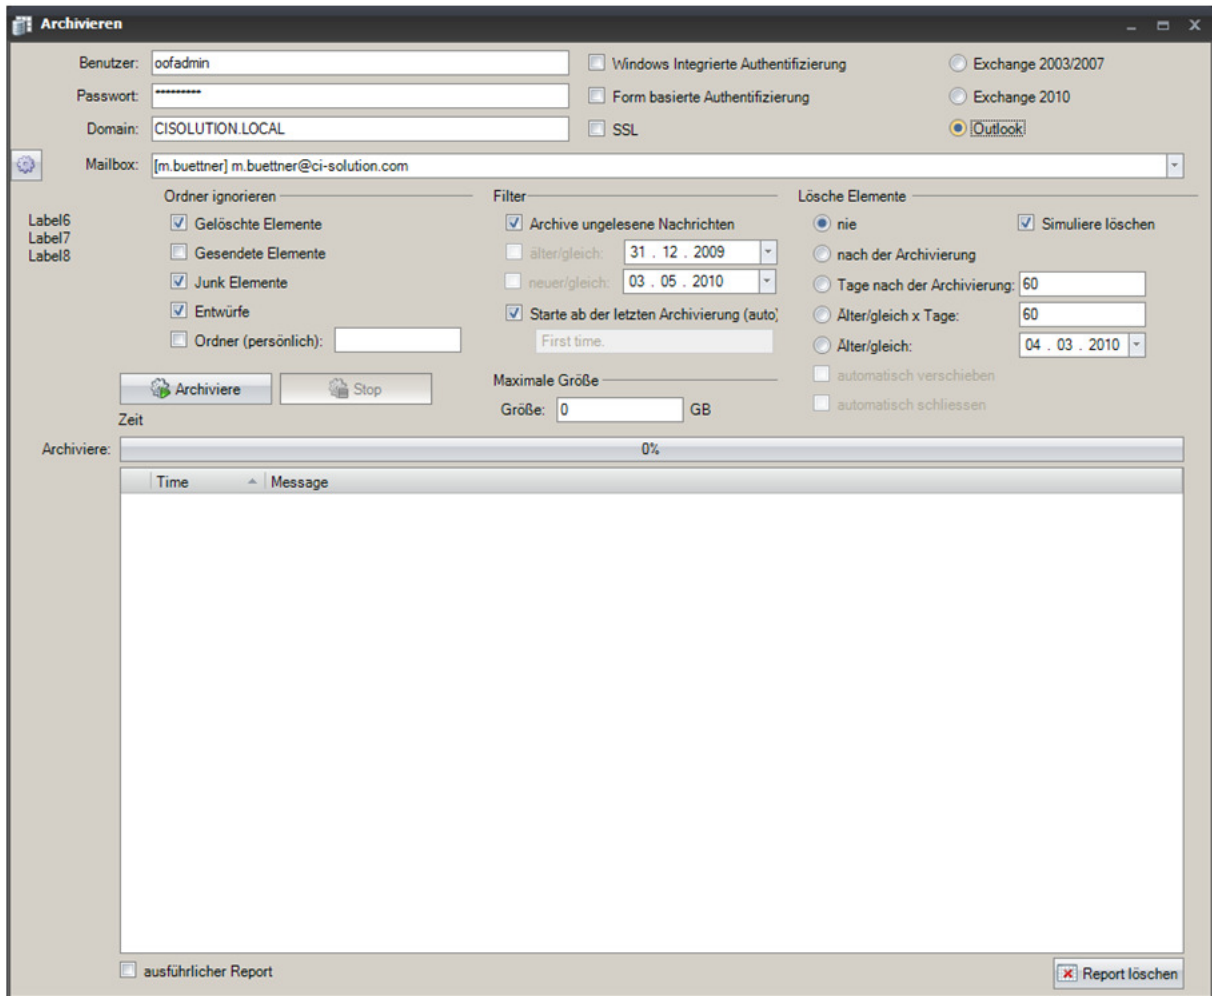 Archivieren
Benutzer: oofadmin Windows Integrierte Authentifizierung Exchange 2003/2007
Passwort: ********* Form basierte Authentifizierung Exchange 2010
Domain: CISOLUTION.LOCAL SSL Outlook
Mailbox: [m.buettner] m.buettner@ci-solution.com
Ordner ignorieren Filter Lösche Elemente
Label6 Gelöschte Elemente Archive ungelesene Nachrichten nie Simuliere löschen
Label7
Label8 Gesendete Elemente älter/gleich: 31 . 12 . 2009 nach der Archivierung
Junk Elemente neuer/gleich: 03 . 05 . 2010 Tage nach der Archivierung: 60
Entwürfe Starte ab der letzten Archivierung (auto) Älter/gleich x Tage: 60
Ordner (persönlich): First time. Älter/gleich: 04 . 03 . 2010
Archiviere Stop Maximale Größe automatisch verschieben
Größe: 0 GB automatisch schliessen
Zeit
Archiviere: 0%
Time Message
ausführlicher Report Report löschen